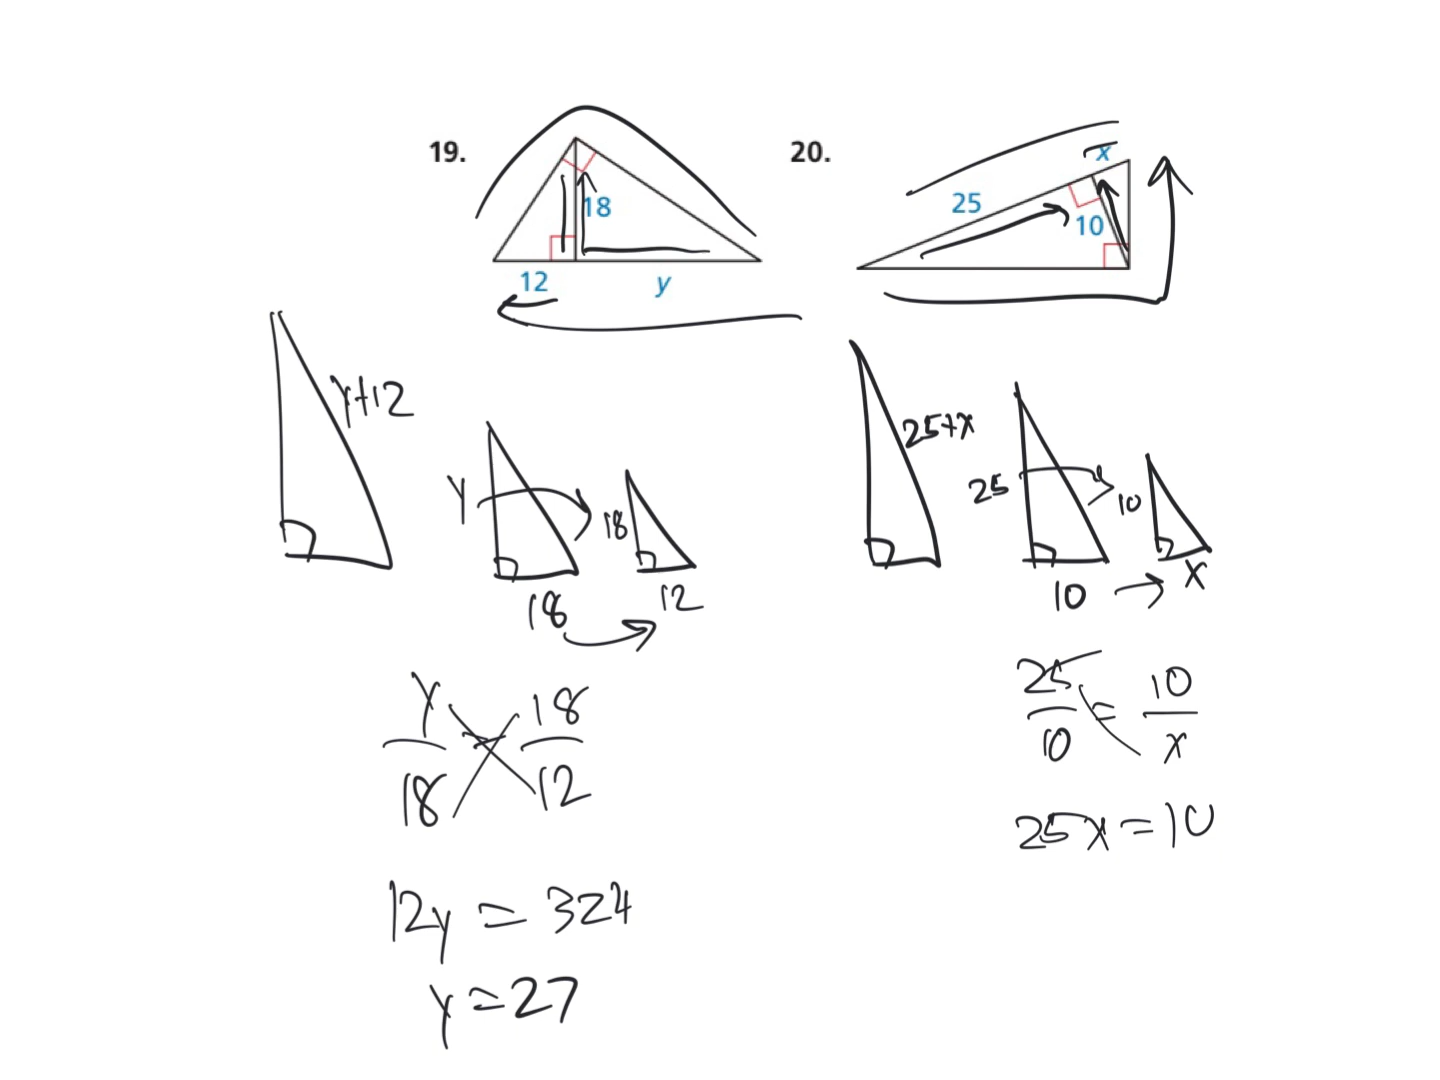 19.
18
12
y
20.
x
25
10
y+12
y
18
18
12
25+x
25
10
10
x
y/18 = 18/12
12y = 324
y = 27
25/10 = 10/x
25x = 10